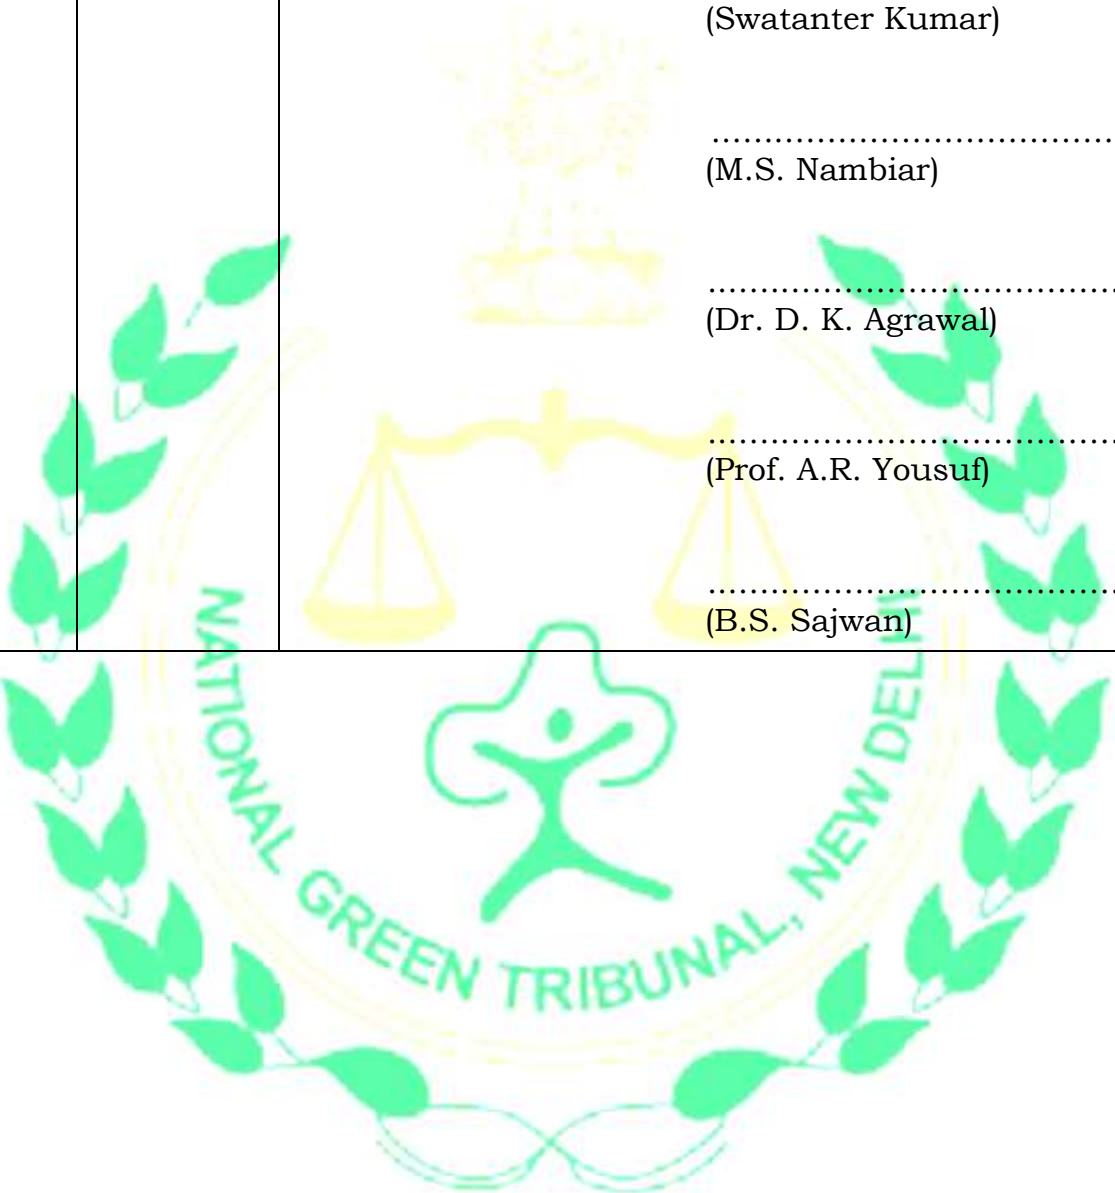 (Swatanter Kumar)
.......................................
(M.S. Nambiar)
.......................................
(Dr. D. K. Agrawal)
.......................................
(Prof. A.R. Yousuf)
.......................................
(B.S. Sajwan)
NATIONAL GREEN TRIBUNAL, NEW DELHI